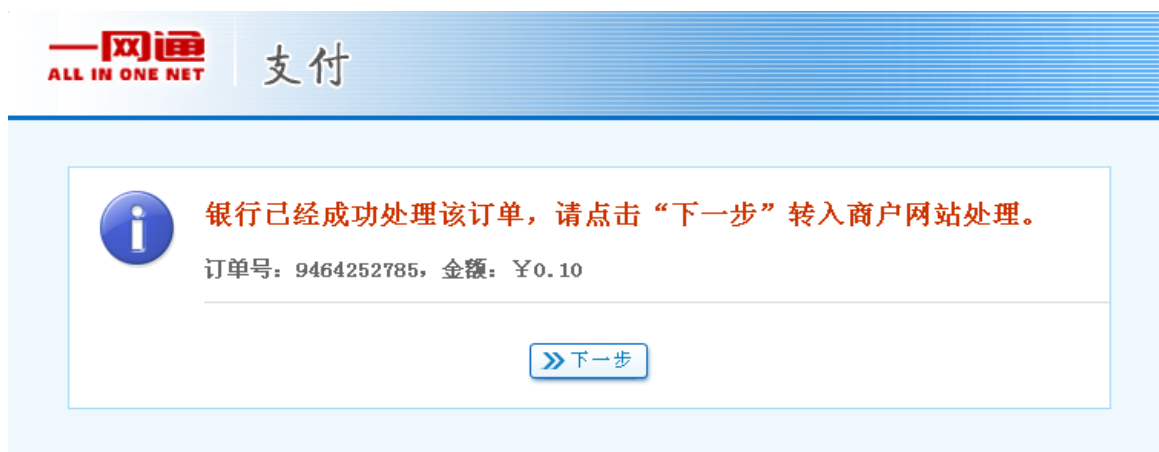 一网通
ALL IN ONE NET
支付
银行已经成功处理该订单，请点击“下一步”转入商户网站处理。
订单号：9464252785，金额：￥0.10
下一步